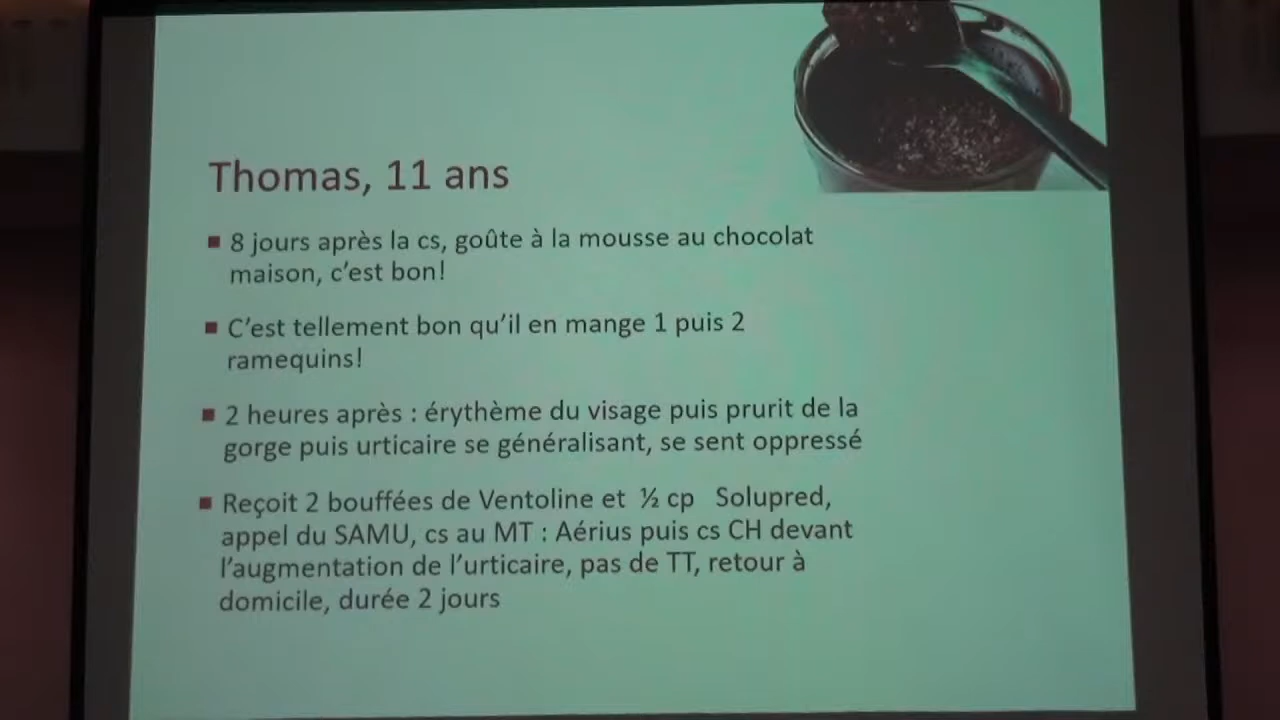 Thomas, 11 ans
▪ 8 jours après la cs, goûte à la mousse au chocolat
maison, c'est bon!
▪ C'est tellement bon qu'il en mange 1 puis 2
ramequins!
▪ 2 heures après : érythème du visage puis prurit de la
gorge puis urticaire se généralisant, se sent oppressé
▪ Reçoit 2 bouffées de Ventoline et ½ cp Solupred,
appel du SAMU, cs au MT : Aérius puis cs CH devant
l'augmentation de l'urticaire, pas de TT, retour à
domicile, durée 2 jours